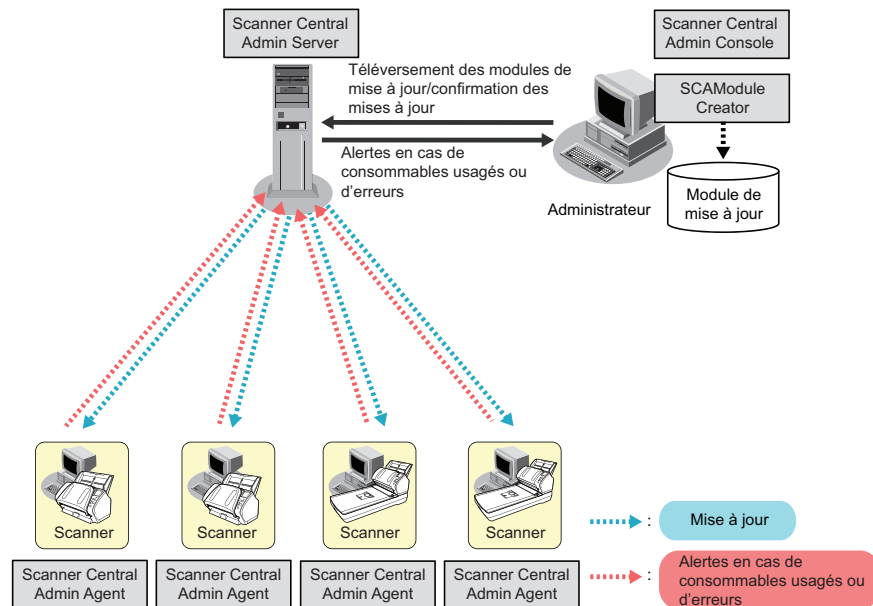 Scanner Central
Admin Server
Scanner Central
Admin Console
Téléversement des modules de
mise à jour/confirmation des
mises à jour
SCAModule
Creator
Alertes en cas de
consommables usagés ou
d'erreurs
Administrateur
Module de
mise à jour
Scanner
Scanner
Scanner
Scanner
: Mise à jour
Scanner Central
Admin Agent
Scanner Central
Admin Agent
Scanner Central
Admin Agent
Scanner Central
Admin Agent
: Alertes en cas de
consommables usagés ou
d'erreurs